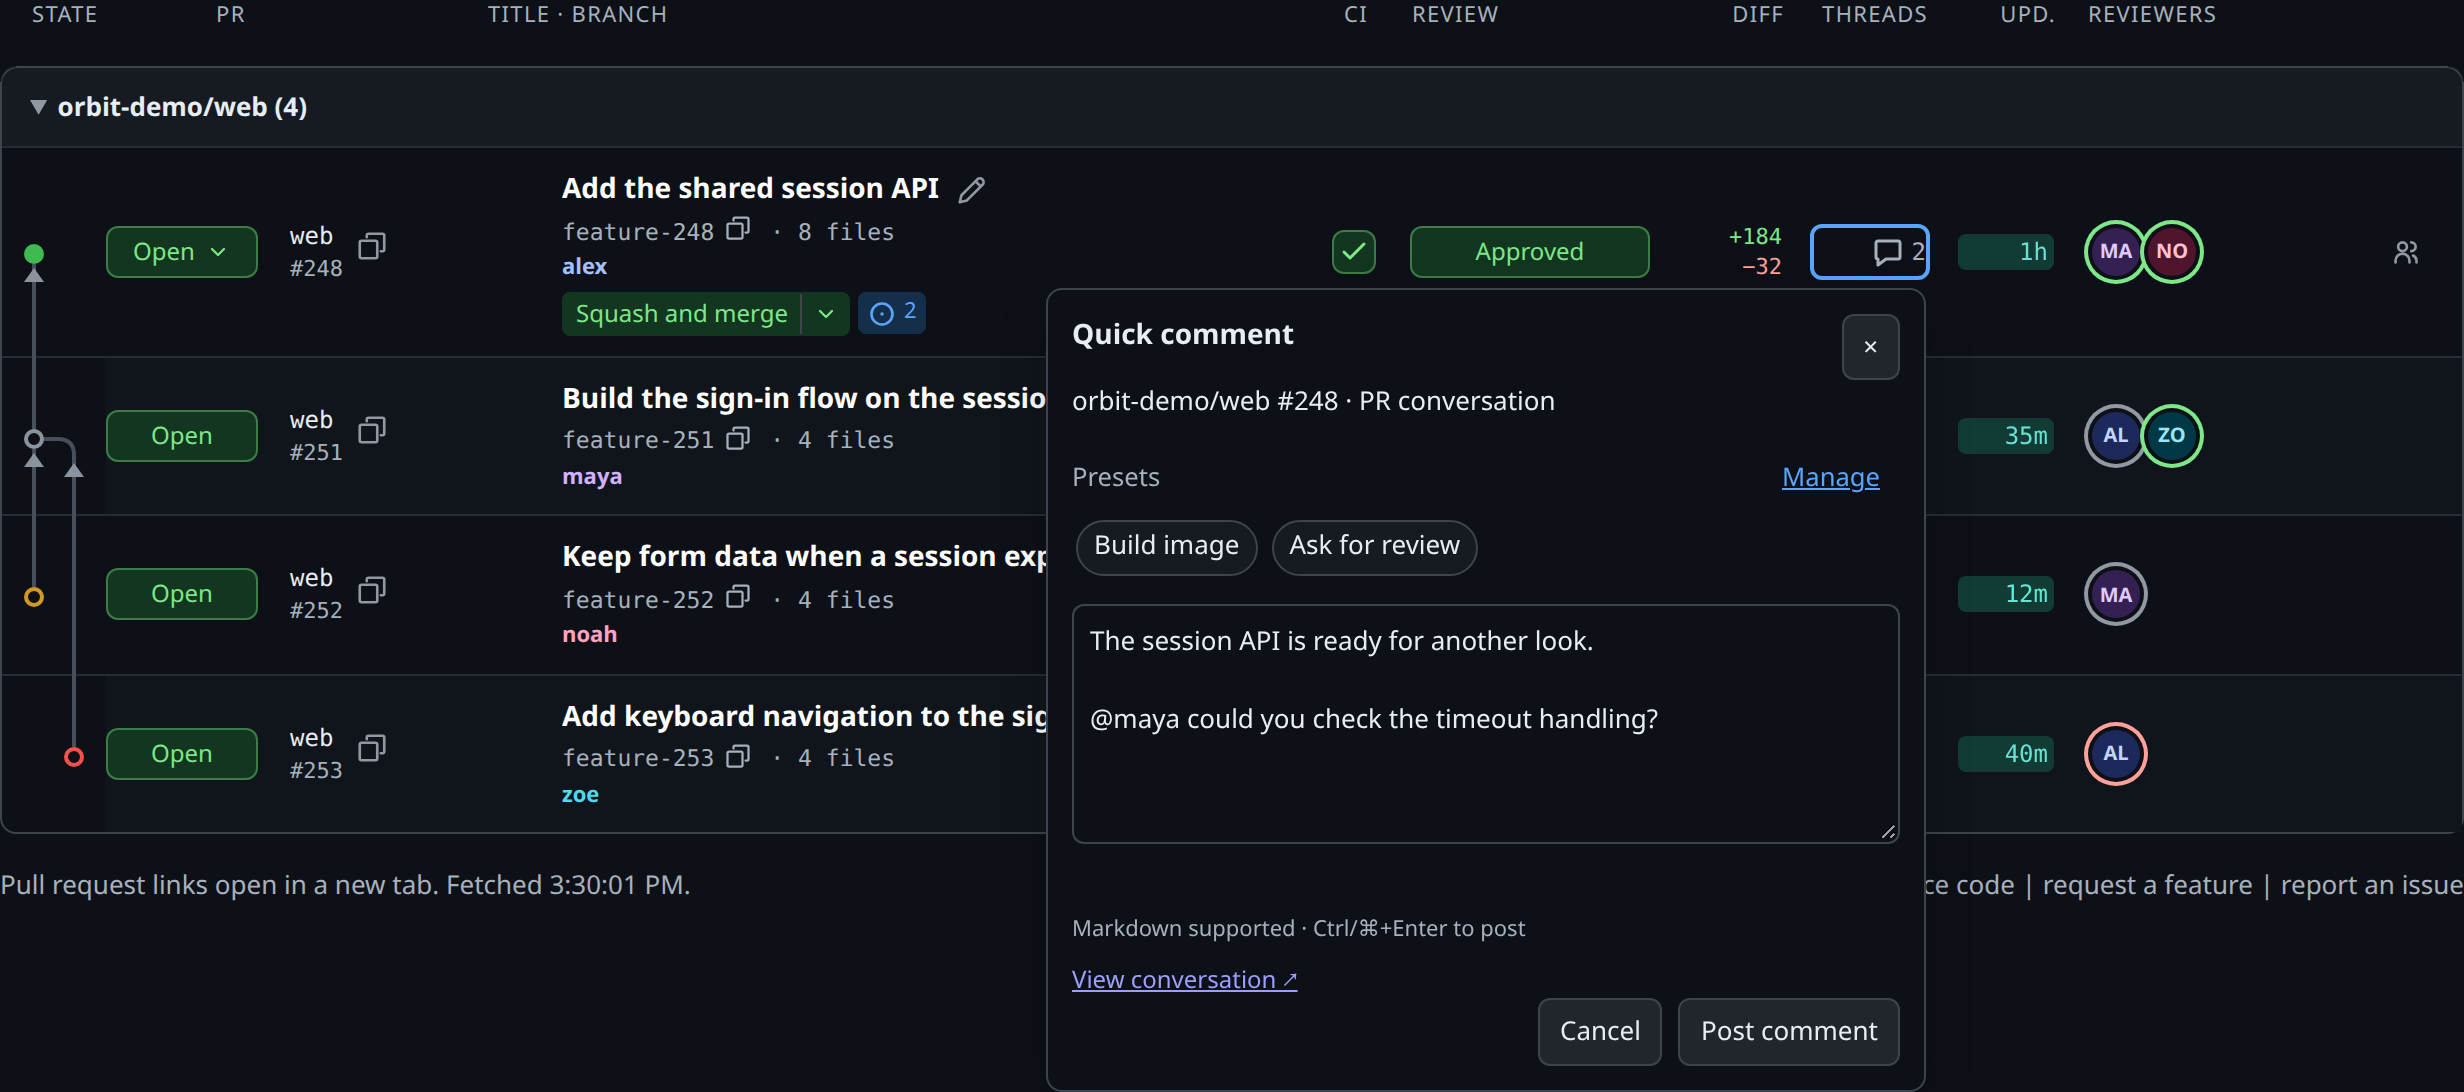 STATE PR TITLE · BRANCH CI REVIEW DIFF THREADS UPD. REVIEWERS
orbit-demo/web (4)
Add the shared session API
Open web #248
feature-248 · 8 files
alex
Squash and merge 2
Approved
+184
−32
2
1h
MA NO
Build the sign-in flow on the sessio
Open web #251
feature-251 · 4 files
maya
35m
AL ZO
Keep form data when a session exp
Open web #252
feature-252 · 4 files
noah
12m
MA
Add keyboard navigation to the sig
Open web #253
feature-253 · 4 files
zoe
40m
AL
Quick comment
×
orbit-demo/web #248 · PR conversation
Presets Manage
Build image Ask for review
The session API is ready for another look.
@maya could you check the timeout handling?
Markdown supported · Ctrl/⌘+Enter to post
View conversation ↗
Cancel Post comment
Pull request links open in a new tab. Fetched 3:30:01 PM.
ce code | request a feature | report an issue